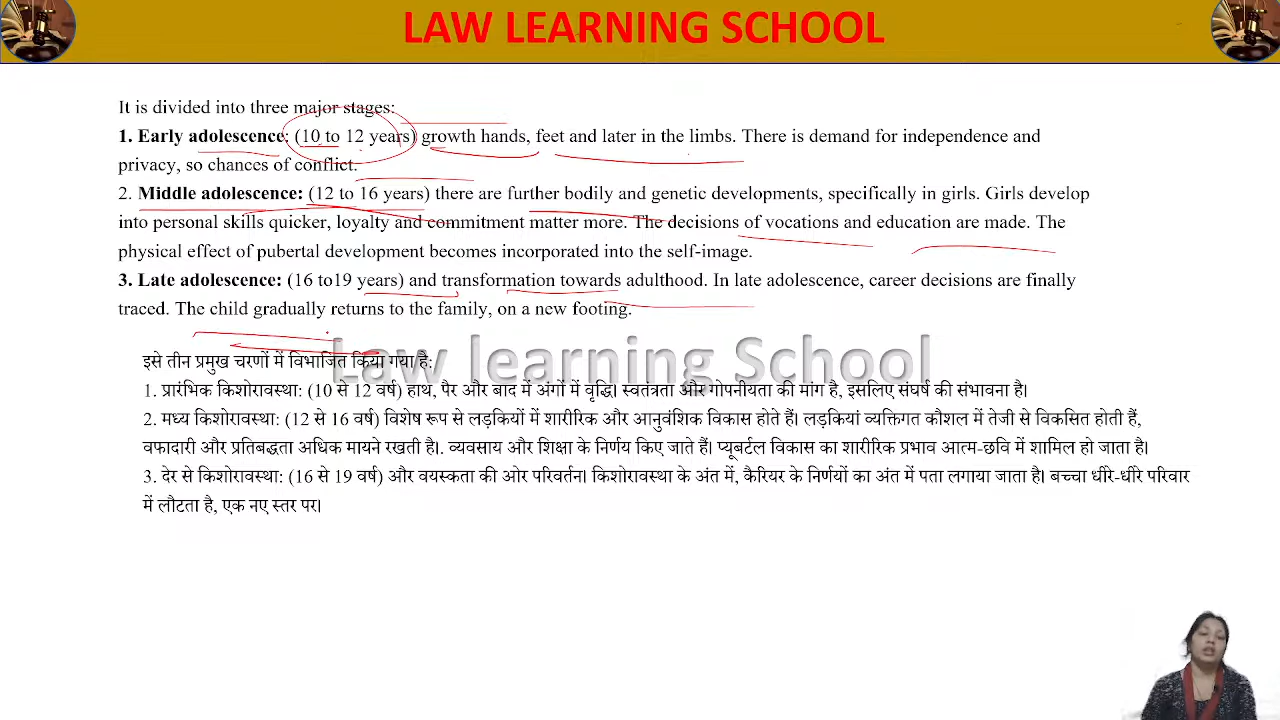 LAW LEARNING SCHOOL
It is divided into three major stages:
1. Early adolescence: (10 to 12 years) growth hands, feet and later in the limbs. There is demand for independence and
privacy, so chances of conflict.
2. Middle adolescence: (12 to 16 years) there are further bodily and genetic developments, specifically in girls. Girls develop
into personal skills quicker, loyalty and commitment matter more. The decisions of vocations and education are made. The
physical effect of pubertal development becomes incorporated into the self-image.
3. Late adolescence: (16 to19 years) and transformation towards adulthood. In late adolescence, career decisions are finally
traced. The child gradually returns to the family, on a new footing.
Law learning School
इसे तीन प्रमुख चरणों में विभाजित किया गया है:
1. प्रारंभिक किशोरावस्था: (10 से 12 वर्ष) हाथ, पैर और बाद में अंगों में वृद्धि। स्वतंत्रता और गोपनीयता की मांग है, इसलिए संघर्ष की संभावना है।
2. मध्य किशोरावस्था: (12 से 16 वर्ष) विशेष रूप से लड़कियों में शारीरिक और आनुवंशिक विकास होते हैं। लड़कियां व्यक्तिगत कौशल में तेजी से विकसित होती हैं,
वफादारी और प्रतिबद्धता अधिक मायने रखती है।. व्यवसाय और शिक्षा के निर्णय किए जाते हैं। प्यूबर्टल विकास का शारीरिक प्रभाव आत्म-छवि में शामिल हो जाता है।
3. देर से किशोरावस्था: (16 से 19 वर्ष) और वयस्कता की ओर परिवर्तन। किशोरावस्था के अंत में, कैरियर के निर्णयों का अंत में पता लगाया जाता है। बच्चा धीरे-धीरे परिवार
में लौटता है, एक नए स्तर पर।